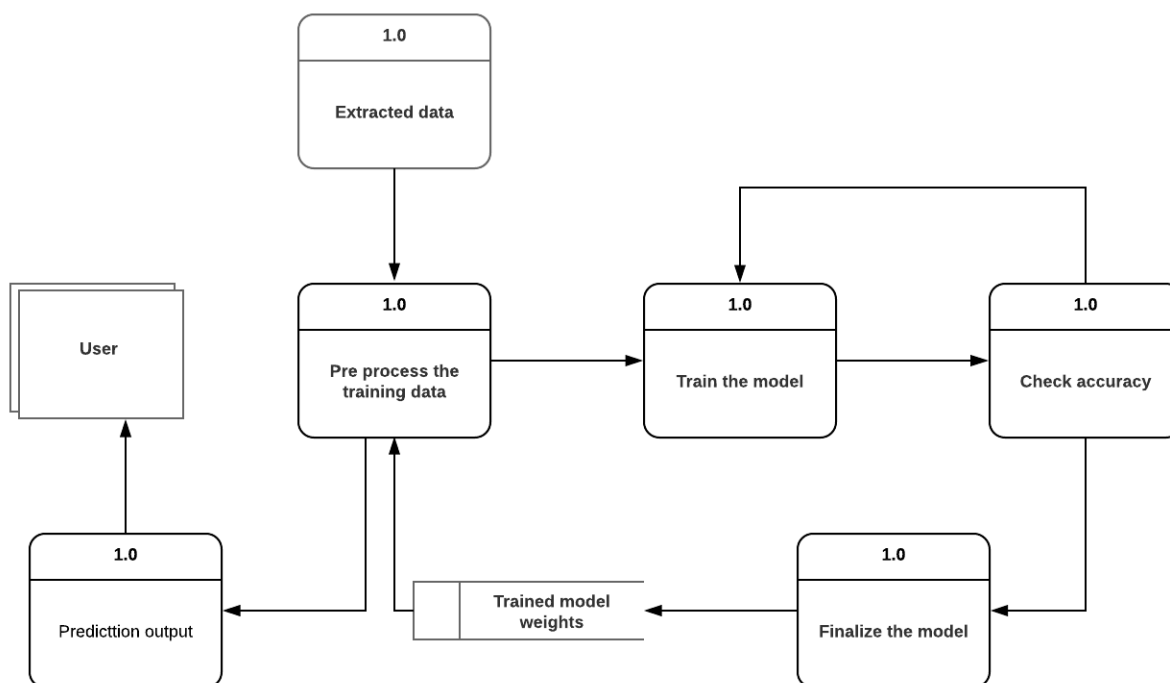 1.0
Extracted data
User
1.0
Pre process the
training data
1.0
Train the model
1.0
Check accuracy
1.0
Predicttion output
Trained model
weights
1.0
Finalize the model